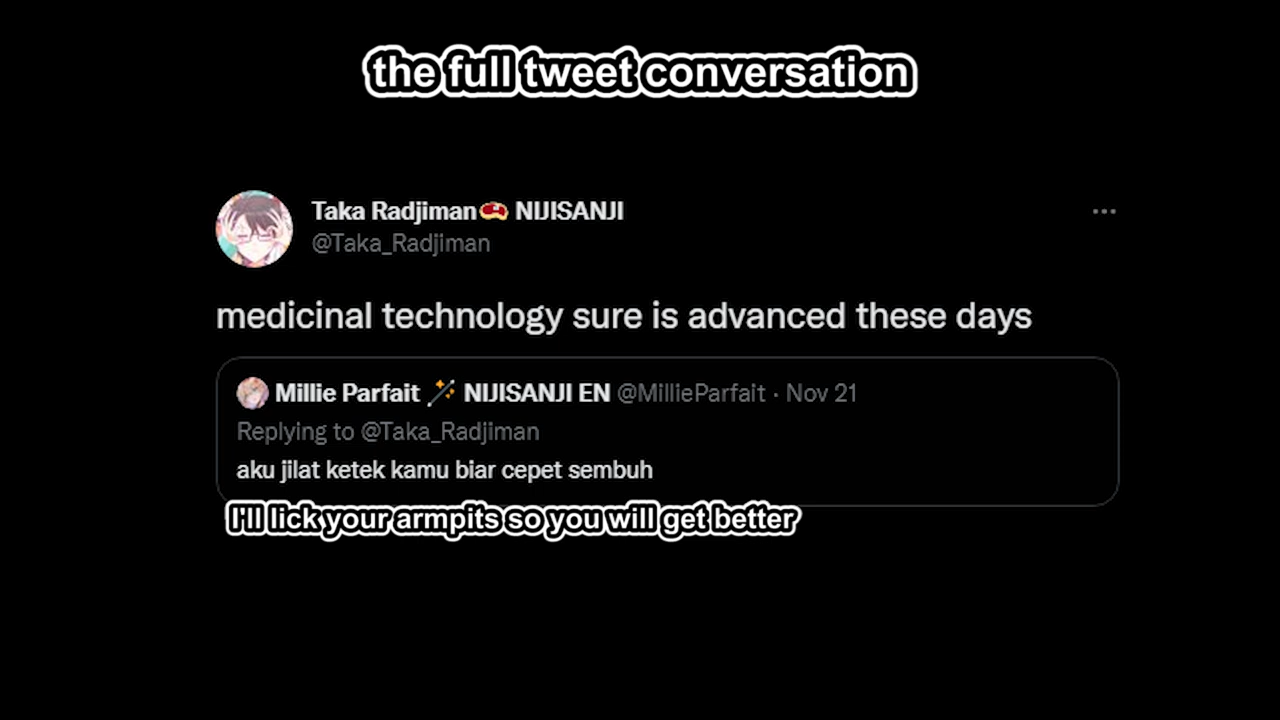 the full tweet conversation
Taka Radjiman🥓 NIJISANJI
@Taka_Radjiman
medicinal technology sure is advanced these days
Millie Parfait🪄 NIJISANJI EN @MillieParfait · Nov 21
Replying to @Taka_Radjiman
aku jilat ketek kamu biar cepet sembuh
I'll lick your armpits so you will get better